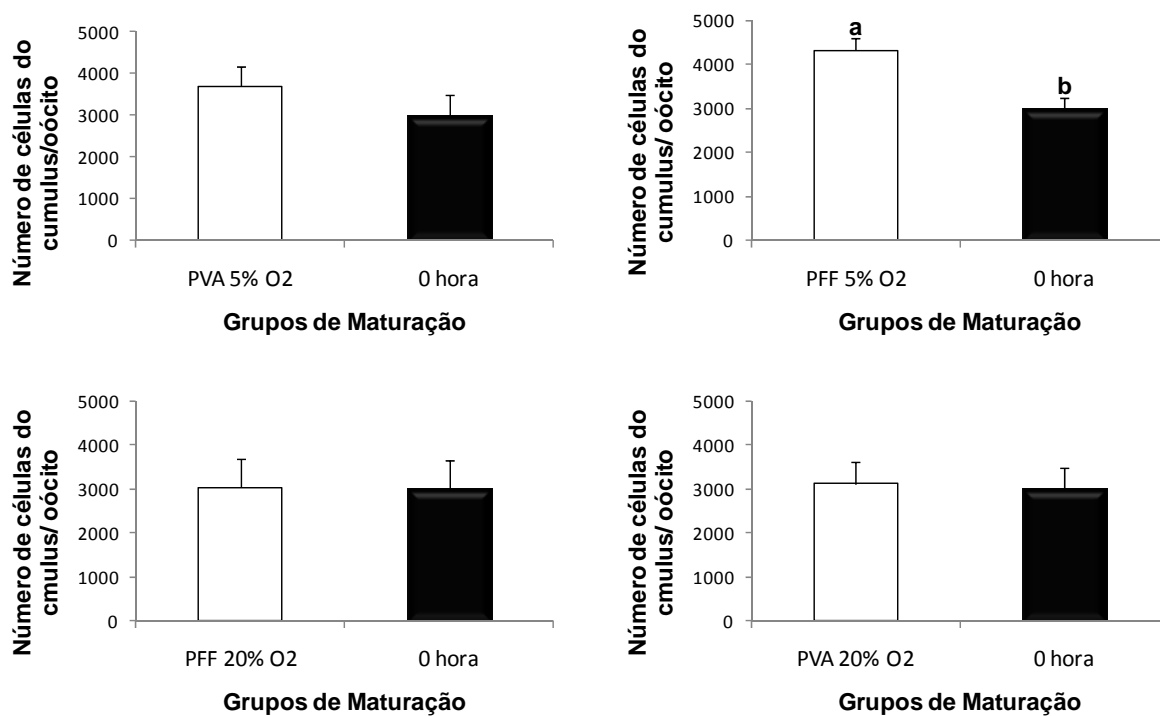 Número de células do
cumulus/oócito
5000
4000
3000
2000
1000
0
PVA 5% O2
0 hora
Grupos de Maturação
Número de células do
cumulus/ oócito
5000
4000
3000
2000
1000
0
a
b
PFF 5% O2
0 hora
Grupos de Maturação
Número de células do
cmulus/ oócito
5000
4000
3000
2000
1000
0
PFF 20% O2
0 hora
Grupos de Maturação
Número de células do
cmulus/ oócito
5000
4000
3000
2000
1000
0
PVA 20% O2
0 hora
Grupos de Maturação